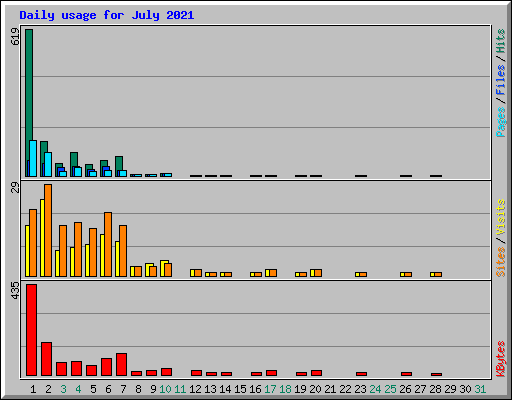 Daily usage for July 2021
619
Pages/Files/Hits
29
Sites/Visits
435
KBytes
1 2 3 4 5 6 7 8 9 10 11 12 13 14 15 16 17 18 19 20 21 22 23 24 25 26 27 28 29 30 31